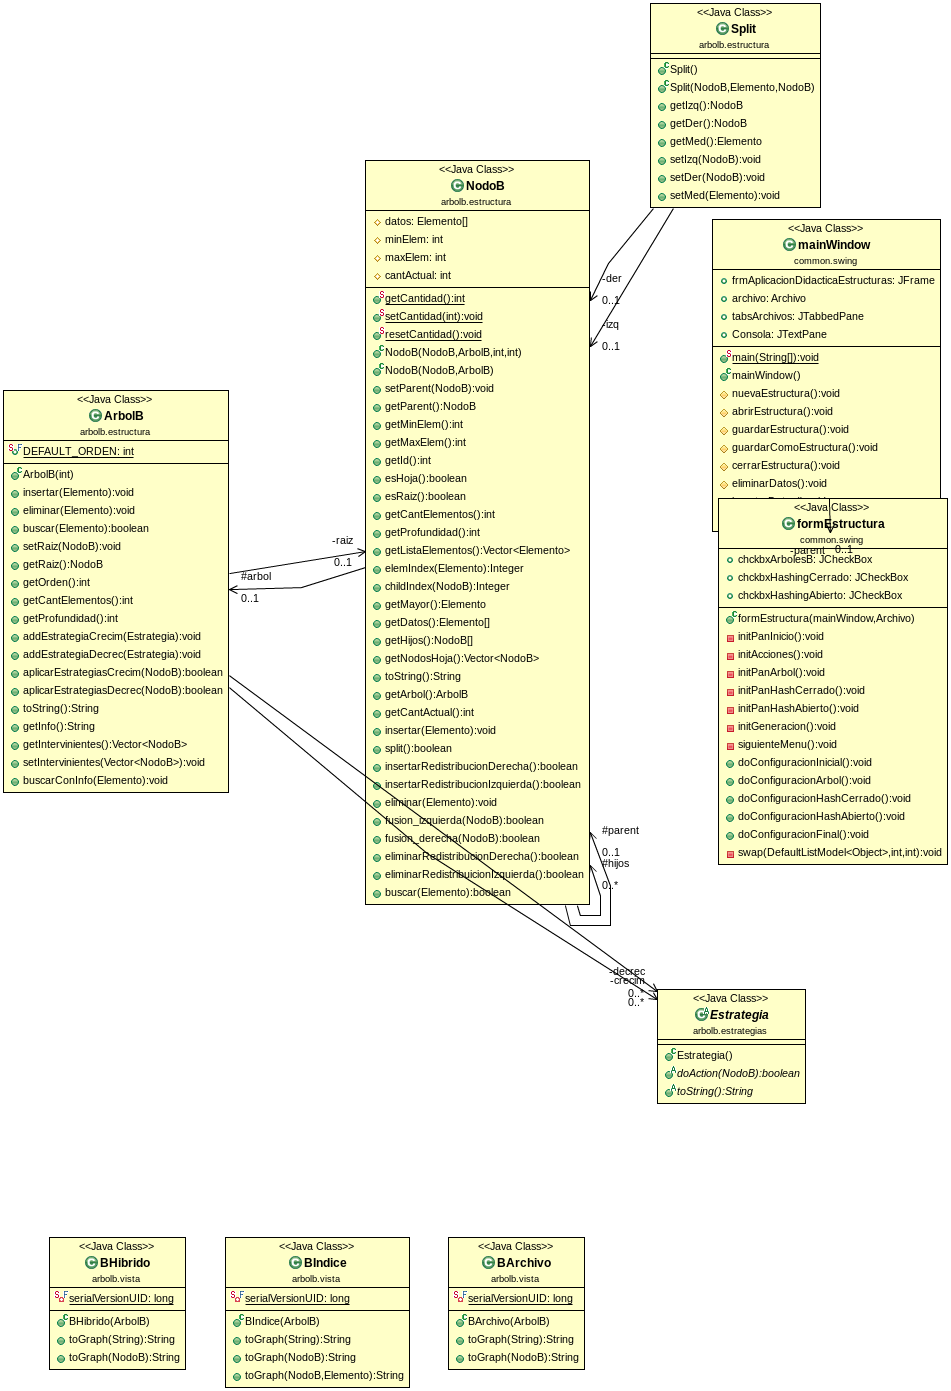 <<Java Class>>
Split
arbolb.estructura
Split()
Split(NodoB,Elemento,NodoB)
getIzq():NodoB
getDer():NodoB
getMed():Elemento
setIzq(NodoB):void
setDer(NodoB):void
setMed(Elemento):void
<<Java Class>>
NodoB
arbolb.estructura
datos: Elemento[]
minElem: int
maxElem: int
cantActual: int
getCantidad():int
setCantidad(int):void
resetCantidad():void
NodoB(NodoB,ArbolB,int,int)
NodoB(NodoB,ArbolB)
setParent(NodoB):void
getParent():NodoB
getMinElem():int
getMaxElem():int
getId():int
esHoja():boolean
esRaiz():boolean
getCantElementos():int
getProfundidad():int
getListaElementos():Vector<Elemento>
elemIndex(Elemento):Integer
childIndex(NodoB):Integer
getMayor():Elemento
getDatos():Elemento[]
getHijos():NodoB[]
getNodosHoja():Vector<NodoB>
toString():String
getArbol():ArbolB
getCantActual():int
insertar(Elemento):void
split():boolean
insertarRedistribucionDerecha():boolean
insertarRedistribucionIzquierda():boolean
eliminar(Elemento):void
fusion_izquierda(NodoB):boolean
fusion_derecha(NodoB):boolean
eliminarRedistribucionDerecha():boolean
eliminarRedistribuicionIzquierda():boolean
buscar(Elemento):boolean
-der
0..1
-izq
0..1
<<Java Class>>
mainWindow
common.swing
frmAplicacionDidacticaEstructuras: JFrame
archivo: Archivo
tabsArchivos: JTabbedPane
Consola: JTextPane
main(String[]):void
mainWindow()
nuevaEstructura():void
abrirEstructura():void
guardarEstructura():void
guardarComoEstructura():void
cerrarEstructura():void
eliminarDatos():void
<<Java Class>>
formEstructura
common.swing
-parent 0..1
chckbxArbolesB: JCheckBox
chckbxHashingCerrado: JCheckBox
chckbxHashingAbierto: JCheckBox
formEstructura(mainWindow,Archivo)
initPanInicio():void
initAcciones():void
initPanArbol():void
initPanHashCerrado():void
initPanHashAbierto():void
initGeneracion():void
siguienteMenu():void
doConfiguracionInicial():void
doConfiguracionArbol():void
doConfiguracionHashCerrado():void
doConfiguracionHashAbierto():void
doConfiguracionFinal():void
swap(DefaultListModel<Object>,int,int):void
<<Java Class>>
ArbolB
arbolb.estructura
DEFAULT_ORDEN: int
ArbolB(int)
insertar(Elemento):void
eliminar(Elemento):void
buscar(Elemento):boolean
setRaiz(NodoB):void
getRaiz():NodoB
getOrden():int
getCantElementos():int
getProfundidad():int
addEstrategiaCrecim(Estrategia):void
addEstrategiaDecrec(Estrategia):void
aplicarEstrategiasCrecim(NodoB):boolean
aplicarEstrategiasDecrec(NodoB):boolean
toString():String
getInfo():String
getIntervinientes():Vector<NodoB>
setIntervinientes(Vector<NodoB>):void
buscarConInfo(Elemento):void
-raiz
0..1
#arbol
0..1
#parent
0..1
#hijos
0..*
-decrec
-crecim
0..*
0..*
<<Java Class>>
Estrategia
arbolb.estrategias
Estrategia()
doAction(NodoB):boolean
toString():String
<<Java Class>>
BHibrido
arbolb.vista
serialVersionUID: long
BHibrido(ArbolB)
toGraph(String):String
toGraph(NodoB):String
<<Java Class>>
BIndice
arbolb.vista
serialVersionUID: long
BIndice(ArbolB)
toGraph(String):String
toGraph(NodoB):String
toGraph(NodoB,Elemento):String
<<Java Class>>
BArchivo
arbolb.vista
serialVersionUID: long
BArchivo(ArbolB)
toGraph(String):String
toGraph(NodoB):String